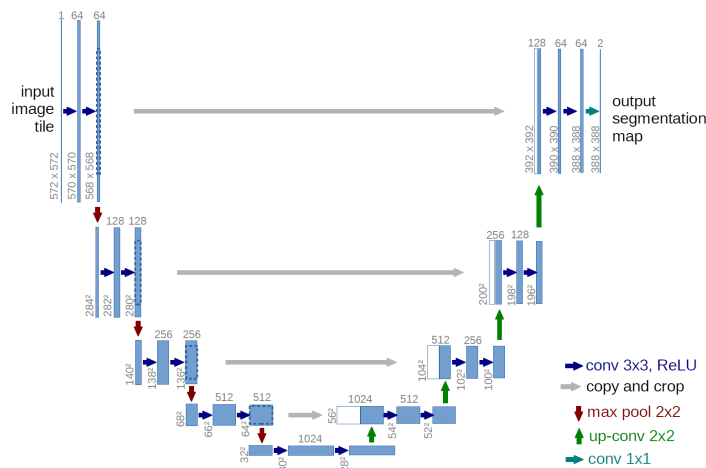 1 64 64
128 64 64 2
input
image
tile
output
segmentation
map
572 x 572
570 x 570
568 x 568
392 x 392
390 x 390
388 x 388
388 x 388
128 128
256 128
284²
282²
280²
200²
198²
196²
256 256
512 256
140²
138²
136²
104²
102²
100²
conv 3x3, ReLU
copy and crop
512 512
1024 512
68²
66²
64²
56²
54²
52²
max pool 2x2
up-conv 2x2
1024
32²
conv 1x1